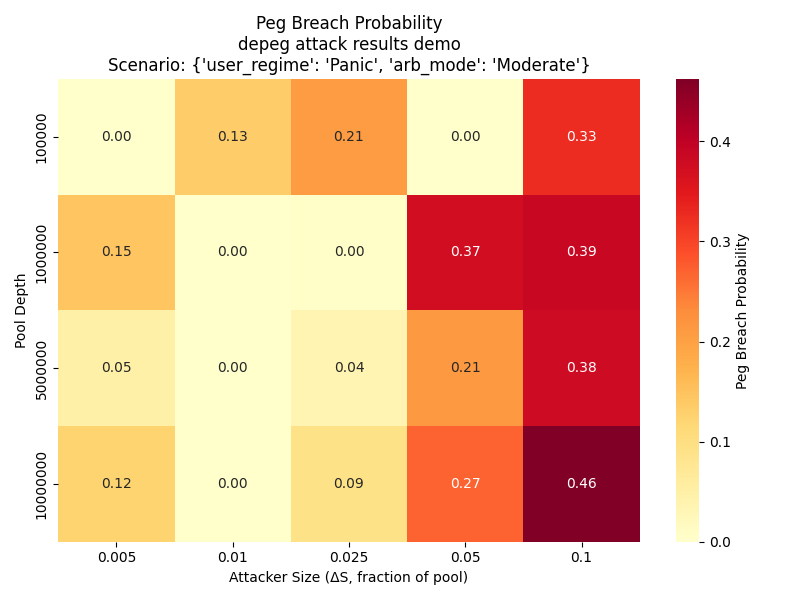 Peg Breach Probability
depeg attack results demo
Scenario: {'user_regime': 'Panic', 'arb_mode': 'Moderate'}
Pool Depth
100000
0.00 0.13 0.21 0.00 0.33
1000000
0.15 0.00 0.00 0.37 0.39
5000000
0.05 0.00 0.04 0.21 0.38
10000000
0.12 0.00 0.09 0.27 0.46
0.005 0.01 0.025 0.05 0.1
Attacker Size (ΔS, fraction of pool)
0.4
0.3
0.2
0.1
0.0
Peg Breach Probability